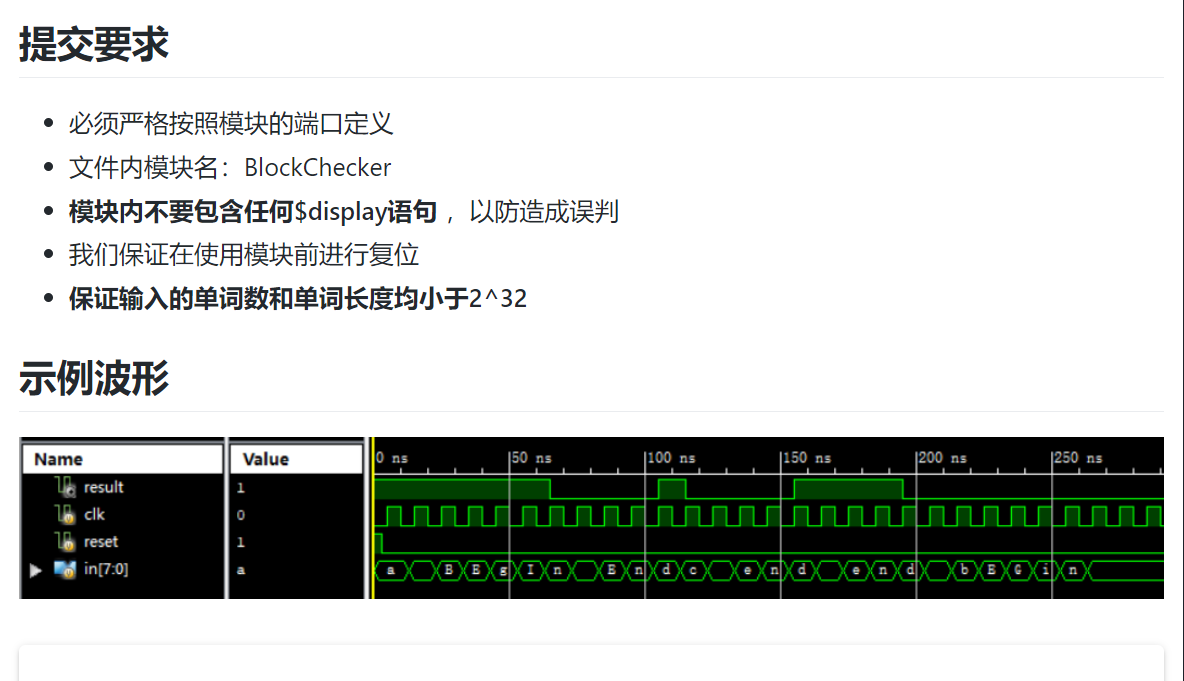 提交要求
必须严格按照模块的端口定义
文件内模块名：BlockChecker
模块内不要包含任何$display语句 ，以防造成误判
我们保证在使用模块前进行复位
保证输入的单词数和单词长度均小于2^32
示例波形
Name Value 0 ns 50 ns 100 ns 150 ns 200 ns 250 ns
result 1
clk 0
reset 1
in[7:0] a a B E g I n E n d c e n d e n d b E G i n